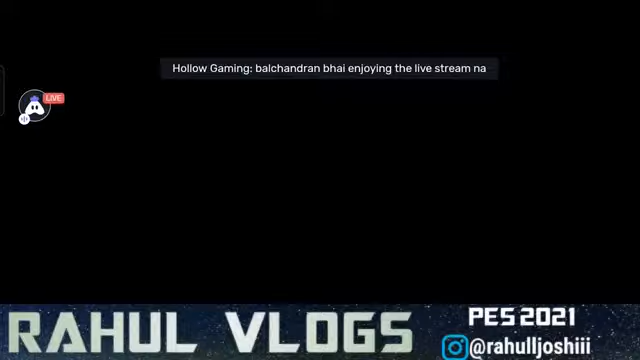 Hollow Gaming: balchandran bhai enjoying the live stream na
LIVE
RAHUL VLOGS
PES 2021
@rahulljoshiii